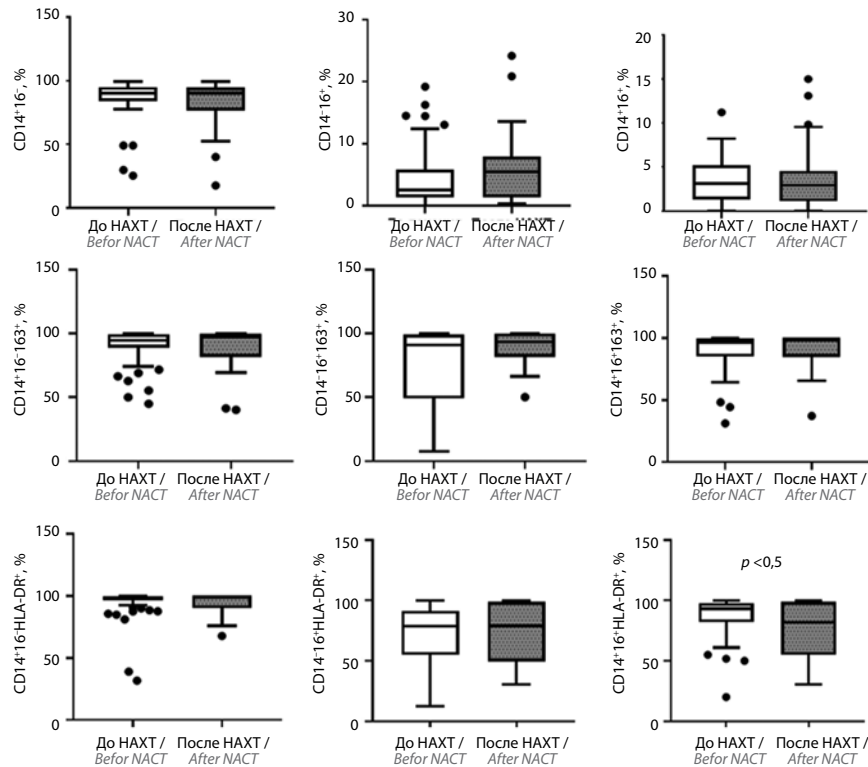 CD14⁺16⁻, %
150
100
50
0
До НАХТ / После НАХТ /
Befor NACT After NACT
CD14⁻16⁺, %
30
20
10
0
До НАХТ / После НАХТ /
Befor NACT After NACT
CD14⁺16⁺, %
20
15
10
5
0
До НАХТ / После НАХТ /
Befor NACT After NACT
CD14⁺16⁻163⁺, %
150
100
50
0
До НАХТ / После НАХТ /
Befor NACT After NACT
CD14⁻16⁺163⁺, %
150
100
50
0
До НАХТ / После НАХТ /
Befor NACT After NACT
CD14⁺16⁺163⁺, %
150
100
50
0
До НАХТ / После НАХТ /
Befor NACT After NACT
CD14⁺16⁻HLA-DR⁺, %
150
100
50
0
До НАХТ / После НАХТ /
Befor NACT After NACT
CD14⁻16⁺HLA-DR⁺, %
150
100
50
0
До НАХТ / После НАХТ /
Befor NACT After NACT
CD14⁺16⁺HLA-DR⁺, %
150
100
50
0
p <0,5
До НАХТ / После НАХТ /
Befor NACT After NACT